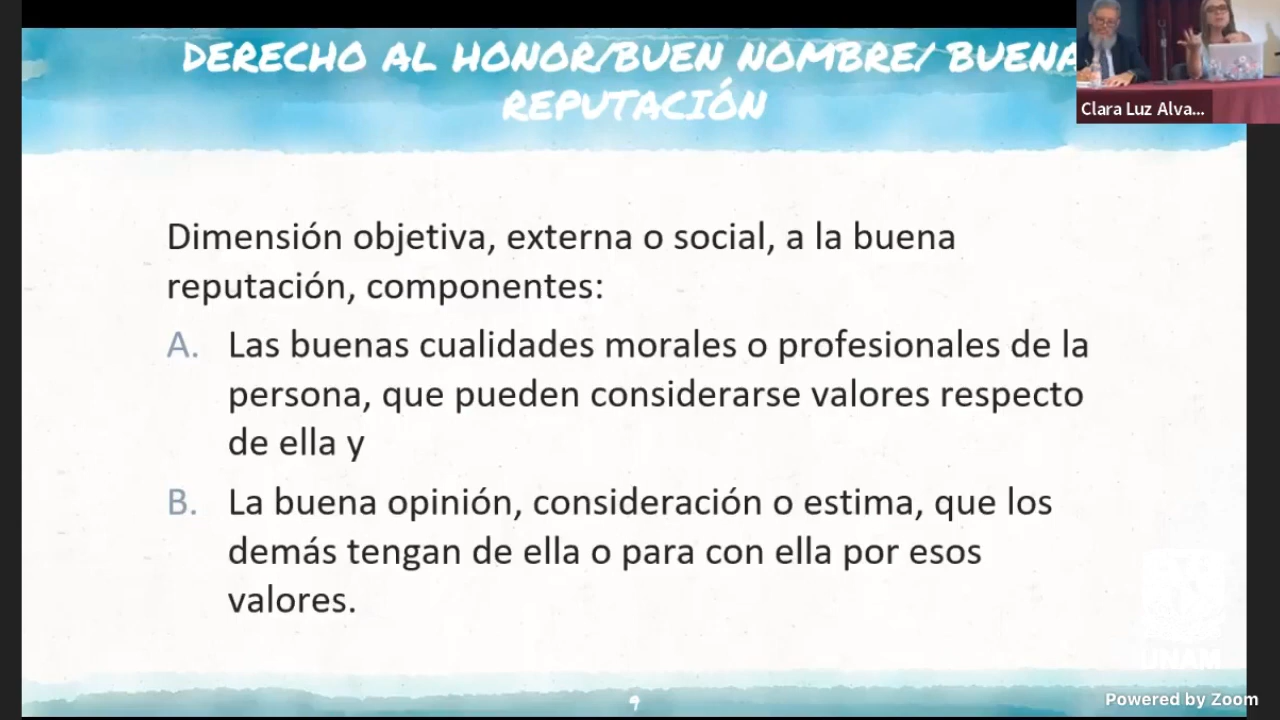 DERECHO AL HONOR/BUEN NOMBRE/ BUENA
REPUTACIÓN
Clara Luz Alva...
Dimensión objetiva, externa o social, a la buena
reputación, componentes:
A. Las buenas cualidades morales o profesionales de la
persona, que pueden considerarse valores respecto
de ella y
B. La buena opinión, consideración o estima, que los
demás tengan de ella o para con ella por esos
valores.
UNAM
Powered by Zoom
9